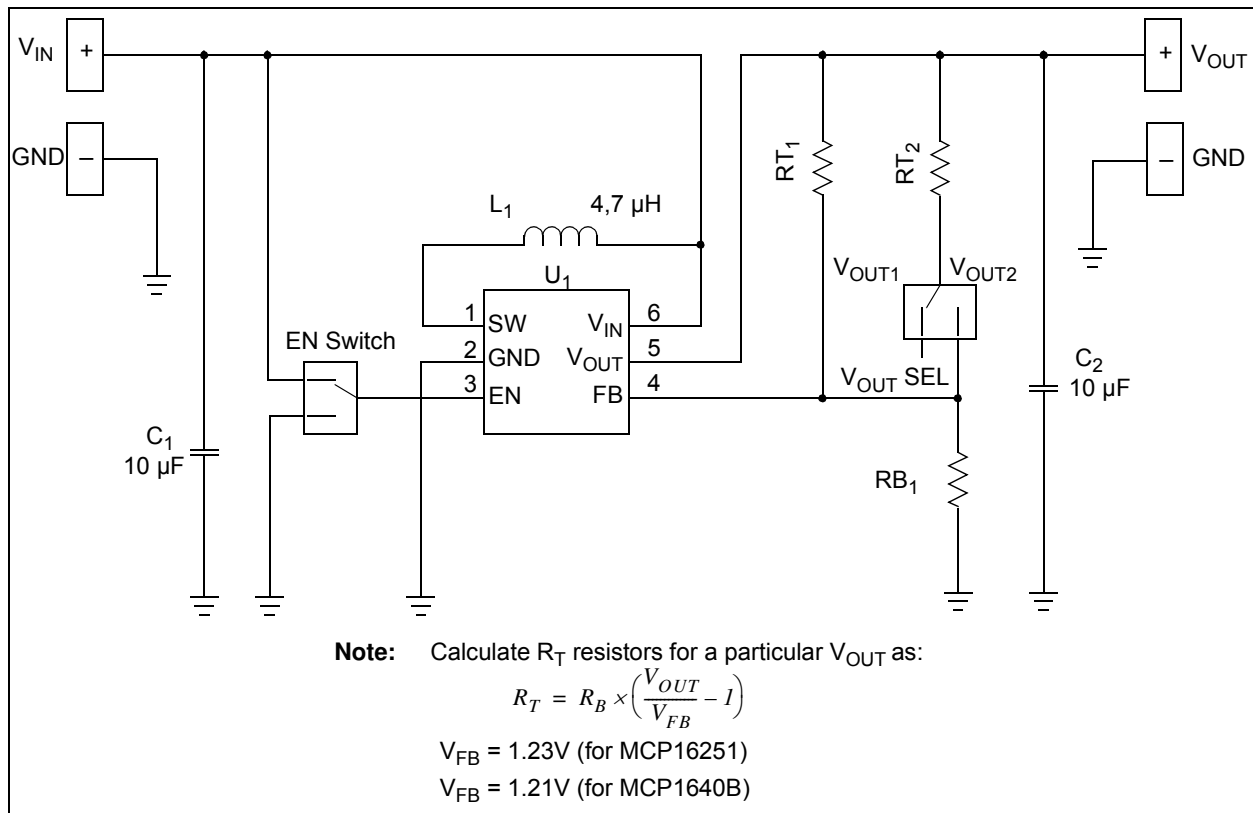 VIN
+
+
VOUT
GND
–
–
GND
RT1
RT2
L1
4,7 µH
U1
VOUT1
VOUT2
1
SW
VIN
6
EN Switch
2
GND
VOUT
5
3
EN
FB
4
VOUT SEL
C2
10 µF
C1
10 µF
RB1
Note: Calculate RT resistors for a particular VOUT as:
RT = RB × (VOUT/VFB – 1)
VFB = 1.23V (for MCP16251)
VFB = 1.21V (for MCP1640B)